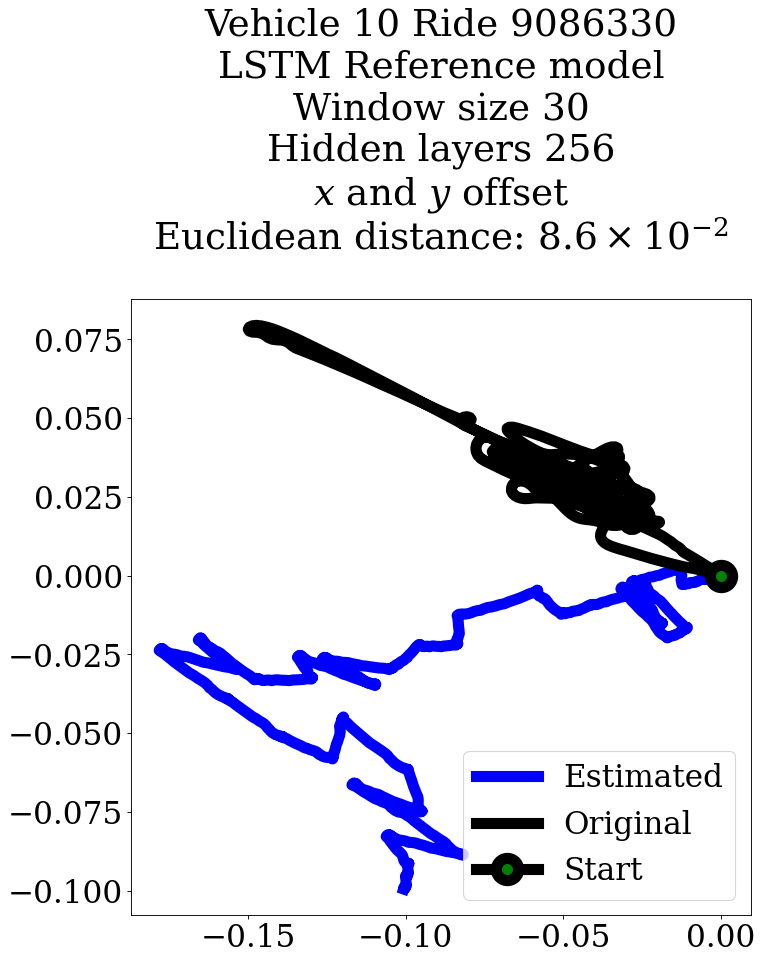 Vehicle 10 Ride 9086330
LSTM Reference model
Window size 30
Hidden layers 256
x and y offset
Euclidean distance: 8.6 × 10⁻²
0.075
0.050
0.025
0.000
−0.025
−0.050
−0.075
−0.100
Estimated
Original
Start
−0.15
−0.10
−0.05
0.00